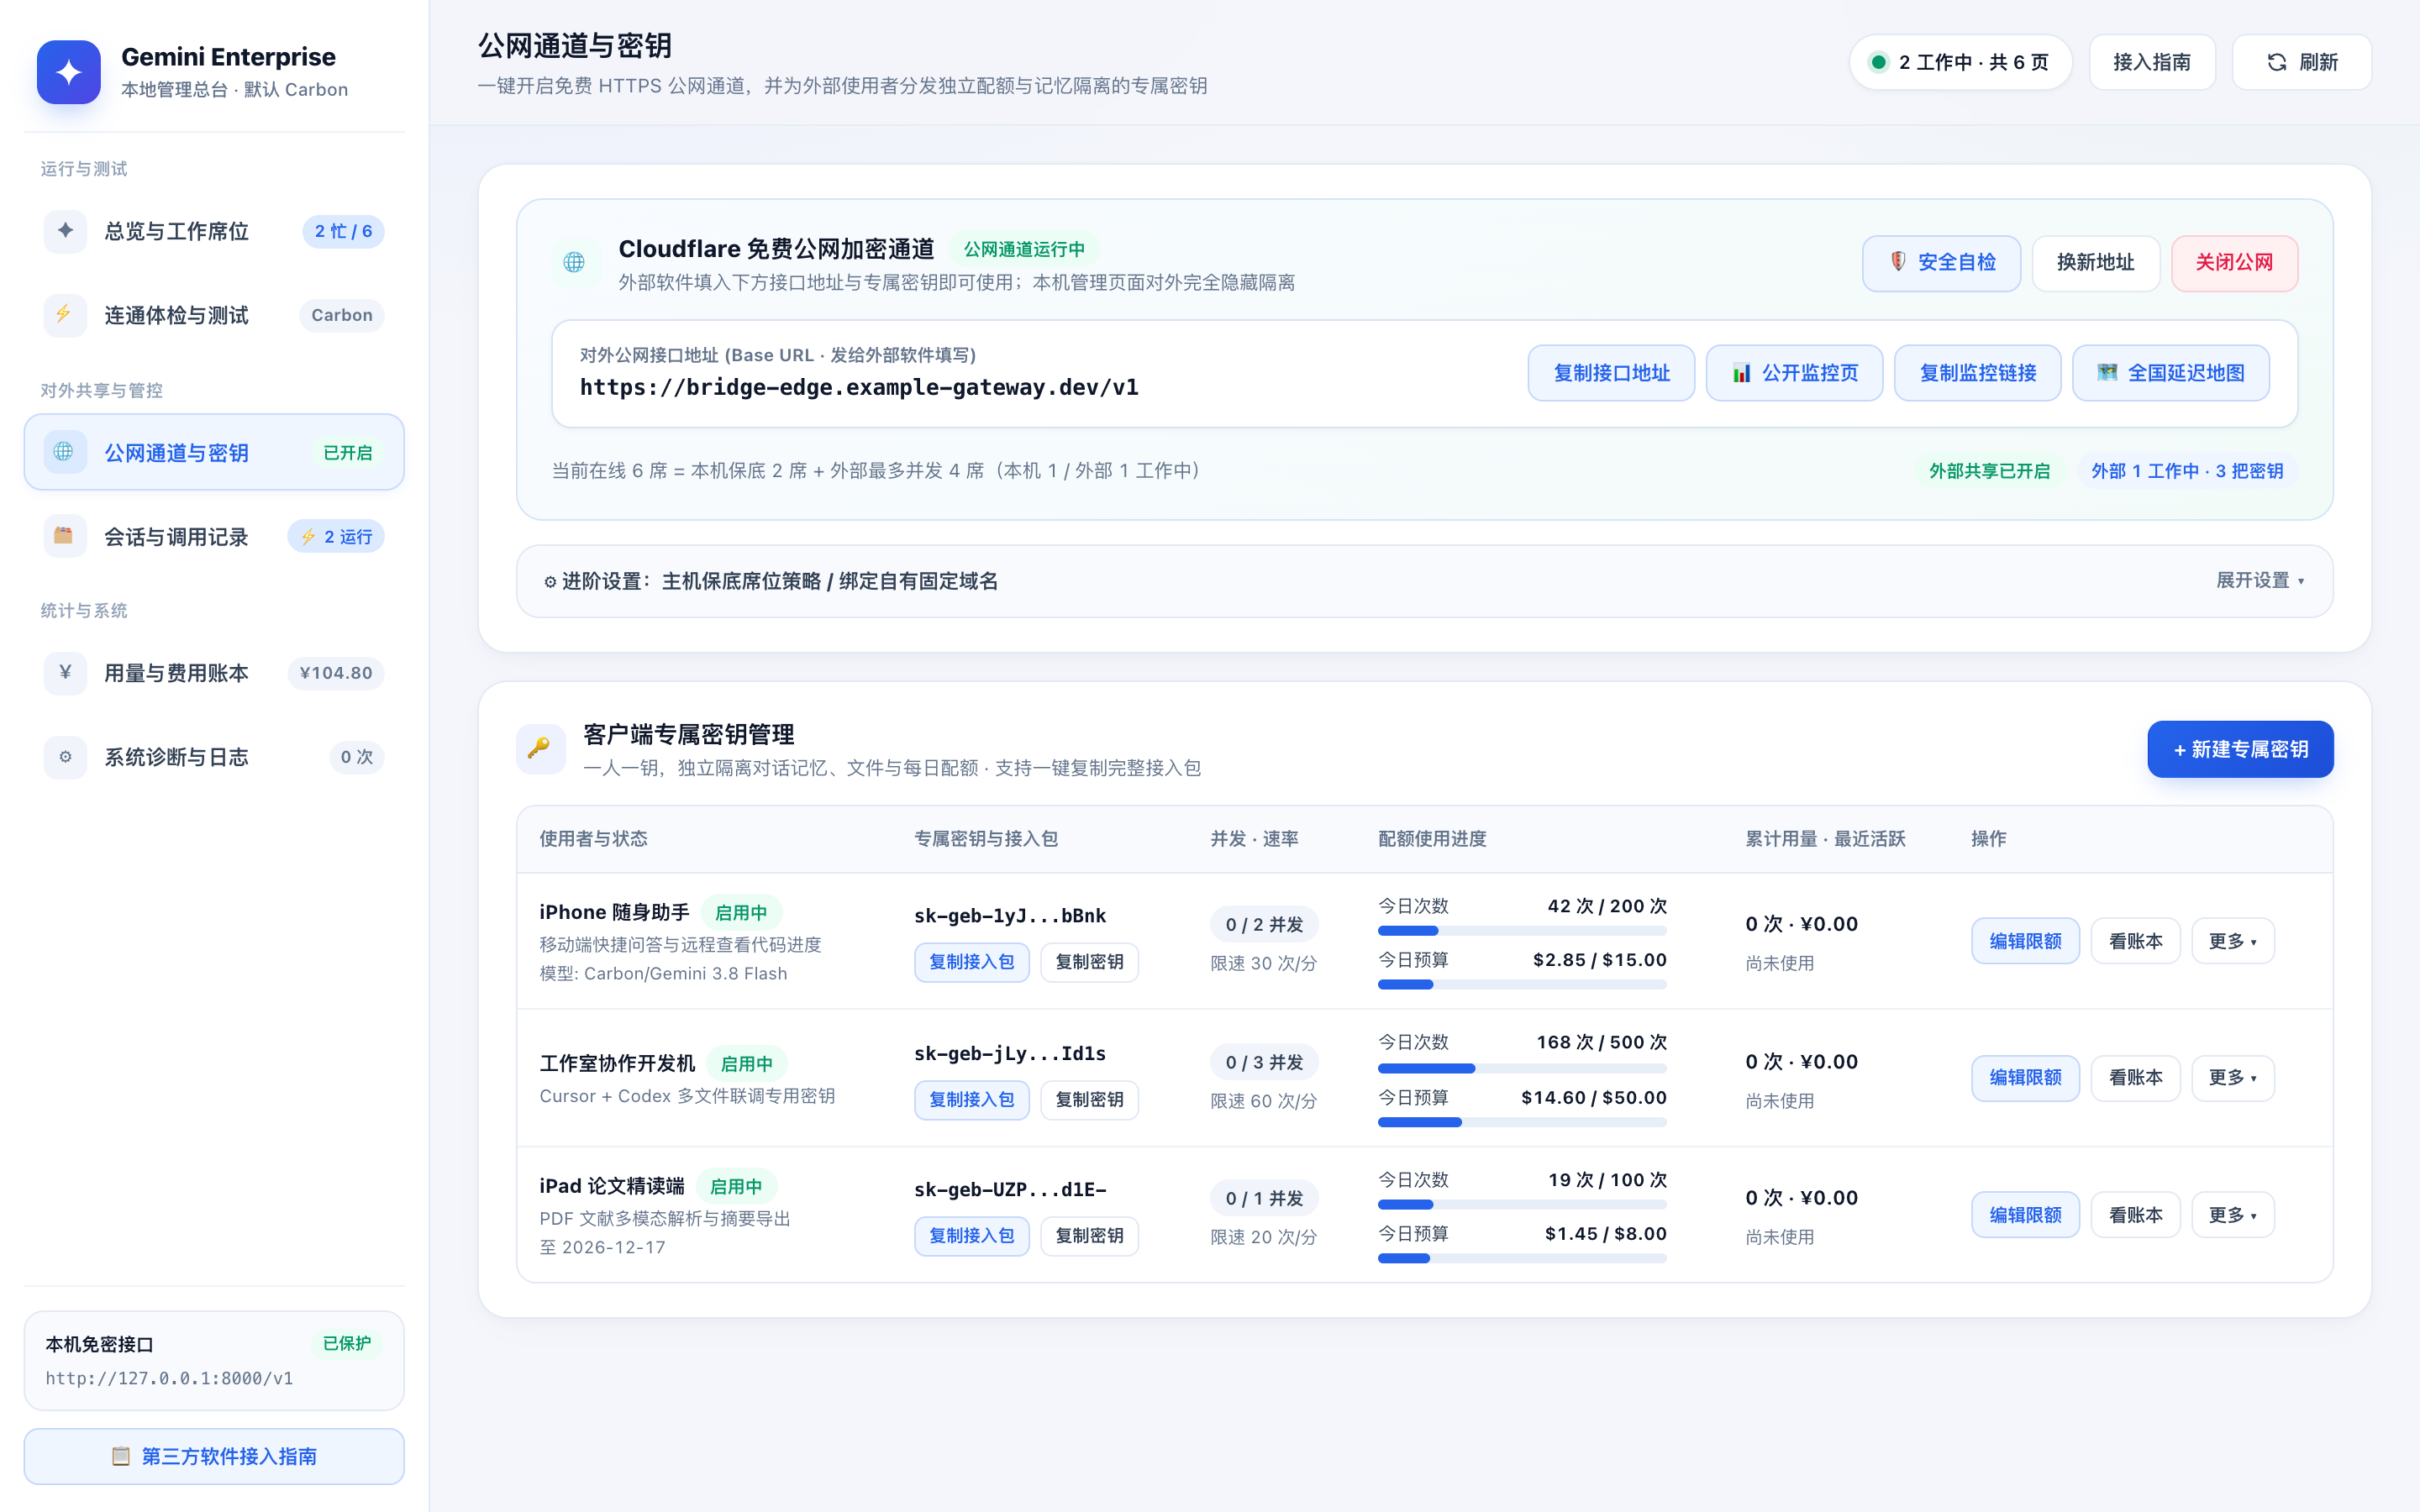 Gemini Enterprise
本地管理总台 · 默认 Carbon
运行与测试
总览与工作席位 2 忙 / 6
连通体检与测试 Carbon
对外共享与管控
公网通道与密钥 已开启
会话与调用记录 ⚡ 2 运行
统计与系统
¥ 用量与费用账本 ¥104.80
系统诊断与日志 0 次
本机免密接口 已保护
http://127.0.0.1:8000/v1
第三方软件接入指南
公网通道与密钥
一键开启免费 HTTPS 公网通道，并为外部使用者分发独立配额与记忆隔离的专属密钥
2 工作中 · 共 6 页
接入指南
刷新
Cloudflare 免费公网加密通道 公网通道运行中
外部软件填入下方接口地址与专属密钥即可使用；本机管理页面对外完全隐藏隔离
安全自检
换新地址
关闭公网
对外公网接口地址 (Base URL · 发给外部软件填写)
https://bridge-edge.example-gateway.dev/v1
复制接口地址
公开监控页
复制监控链接
全国延迟地图
当前在线 6 席 = 本机保底 2 席 + 外部最多并发 4 席（本机 1 / 外部 1 工作中）
外部共享已开启
外部 1 工作中 · 3 把密钥
⚙ 进阶设置：主机保底席位策略 / 绑定自有固定域名
展开设置 ▾
客户端专属密钥管理
一人一钥，独立隔离对话记忆、文件与每日配额 · 支持一键复制完整接入包
+ 新建专属密钥
使用者与状态 专属密钥与接入包 并发 · 速率 配额使用进度 累计用量 · 最近活跃 操作
iPhone 随身助手 启用中
移动端快捷问答与远程查看代码进度
模型: Carbon/Gemini 3.8 Flash
sk-geb-1yJ...bBnk
复制接入包 复制密钥
0 / 2 并发
限速 30 次/分
今日次数 42 次 / 200 次
今日预算 $2.85 / $15.00
0 次 · ¥0.00
尚未使用
编辑限额 看账本 更多 ▾
工作室协作开发机 启用中
Cursor + Codex 多文件联调专用密钥
sk-geb-jLy...Id1s
复制接入包 复制密钥
0 / 3 并发
限速 60 次/分
今日次数 168 次 / 500 次
今日预算 $14.60 / $50.00
0 次 · ¥0.00
尚未使用
编辑限额 看账本 更多 ▾
iPad 论文精读端 启用中
PDF 文献多模态解析与摘要导出
至 2026-12-17
sk-geb-UZP...d1E-
复制接入包 复制密钥
0 / 1 并发
限速 20 次/分
今日次数 19 次 / 100 次
今日预算 $1.45 / $8.00
0 次 · ¥0.00
尚未使用
编辑限额 看账本 更多 ▾